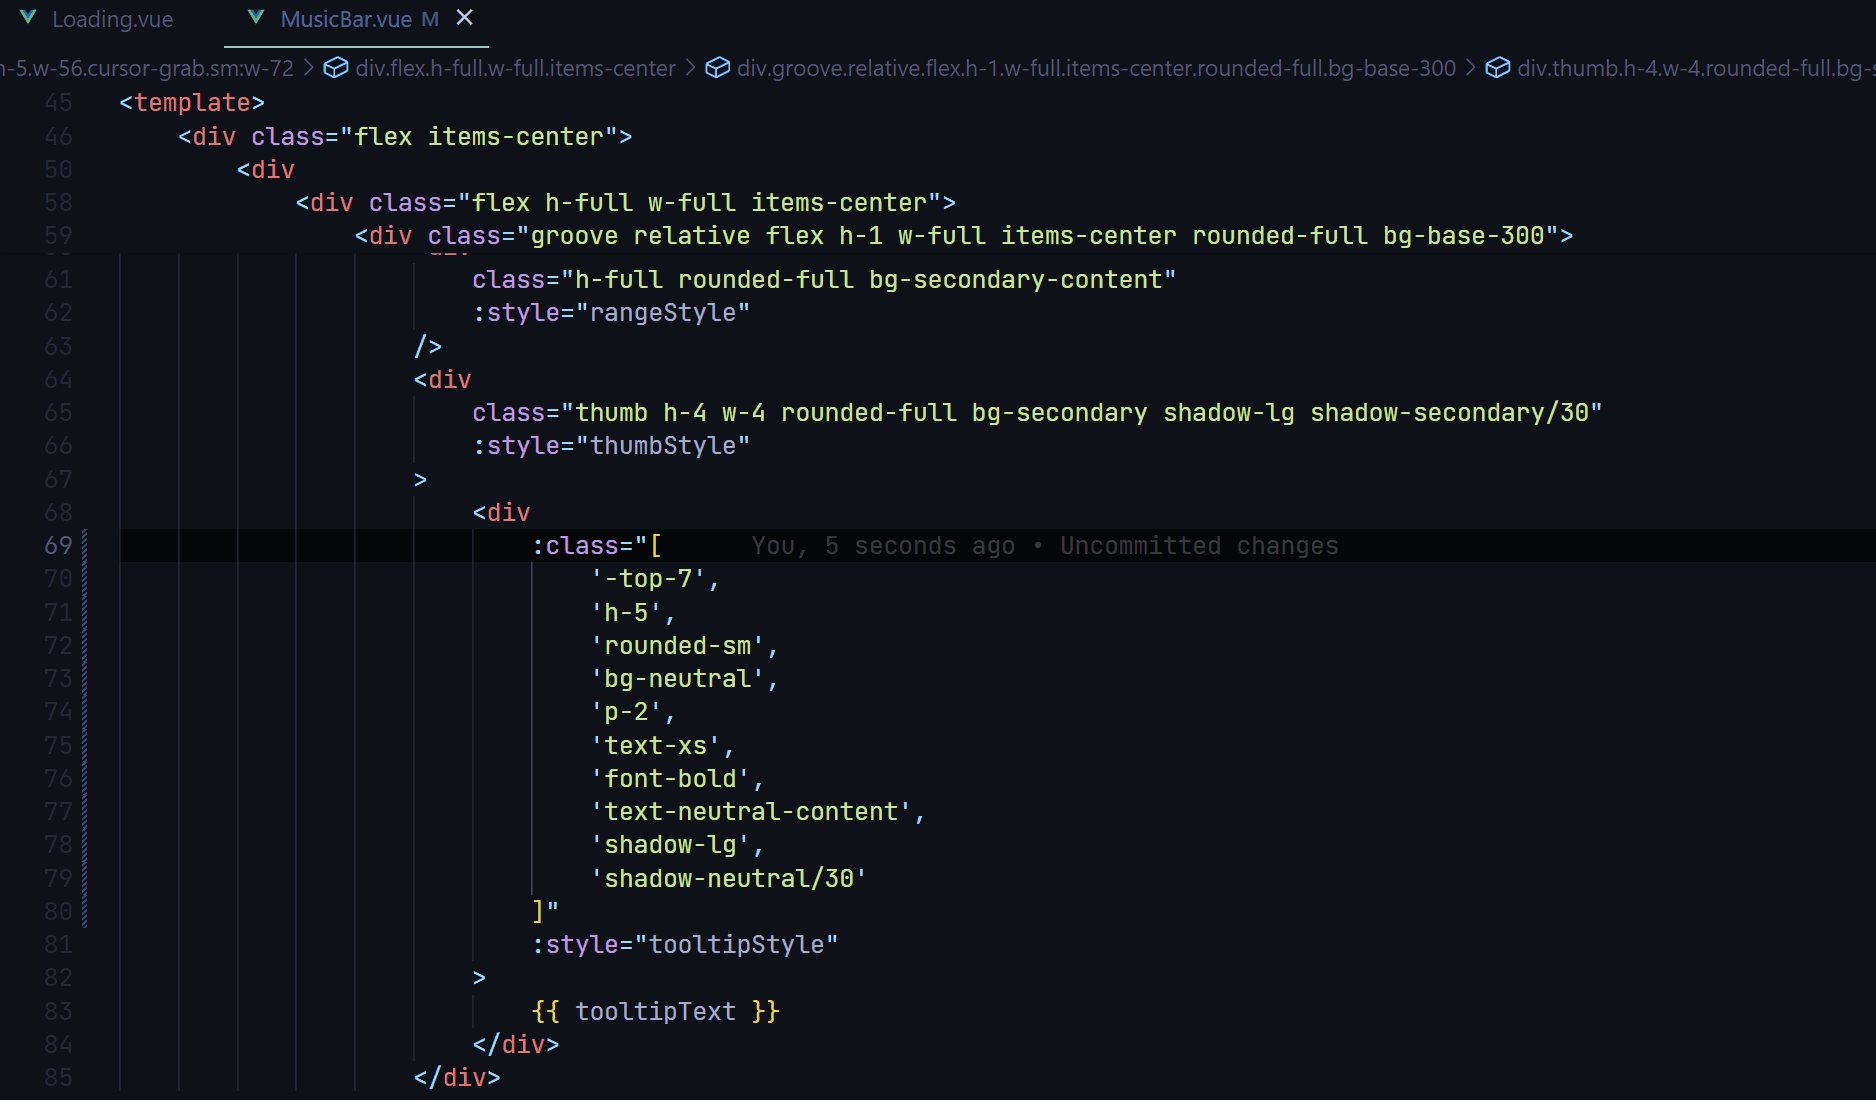 Loading.vue
MusicBar.vue M
h-5.w-56.cursor-grab.sm:w-72 > div.flex.h-full.w-full.items-center > div.groove.relative.flex.h-1.w-full.items-center.rounded-full.bg-base-300 > div.thumb.h-4.w-4.rounded-full.bg-s
45 <template>
46 <div class="flex items-center">
50 <div
58 <div class="flex h-full w-full items-center">
59 <div class="groove relative flex h-1 w-full items-center rounded-full bg-base-300">
61 class="h-full rounded-full bg-secondary-content"
62 :style="rangeStyle"
63 />
64 <div
65 class="thumb h-4 w-4 rounded-full bg-secondary shadow-lg shadow-secondary/30"
66 :style="thumbStyle"
67 >
68 <div
69 :class="[ You, 5 seconds ago • Uncommitted changes
70 '-top-7',
71 'h-5',
72 'rounded-sm',
73 'bg-neutral',
74 'p-2',
75 'text-xs',
76 'font-bold',
77 'text-neutral-content',
78 'shadow-lg',
79 'shadow-neutral/30'
80 ]"
81 :style="tooltipStyle"
82 >
83 {{ tooltipText }}
84 </div>
85 </div>